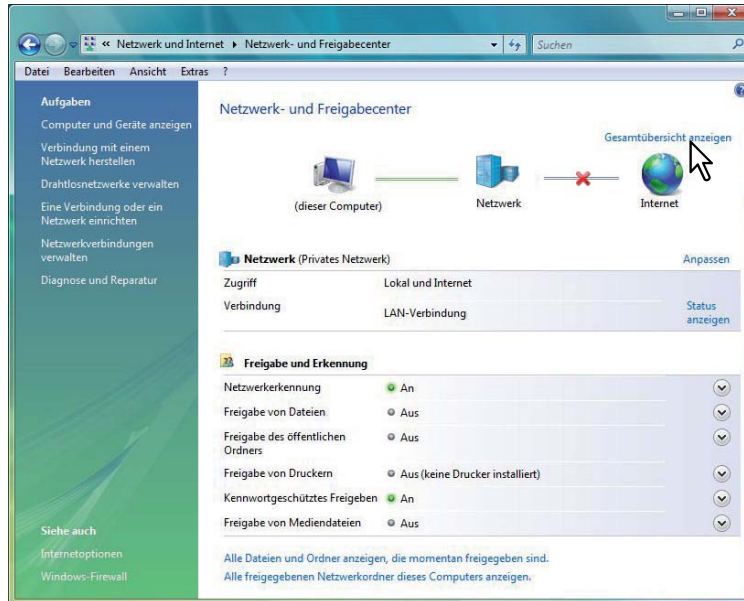 « Netzwerk und Internet ▸ Netzwerk- und Freigabecenter
Suchen
Datei Bearbeiten Ansicht Extras ?
Aufgaben
Computer und Geräte anzeigen
Verbindung mit einem
Netzwerk herstellen
Drahtlosnetzwerke verwalten
Eine Verbindung oder ein
Netzwerk einrichten
Netzwerkverbindungen
verwalten
Diagnose und Reparatur
Siehe auch
Internetoptionen
Windows-Firewall
Netzwerk- und Freigabecenter
Gesamtübersicht anzeigen
(dieser Computer)
Netzwerk
Internet
Netzwerk (Privates Netzwerk)
Anpassen
Zugriff Lokal und Internet
Verbindung LAN-Verbindung
Status
anzeigen
Freigabe und Erkennung
Netzwerkerkennung An
Freigabe von Dateien Aus
Freigabe des öffentlichen
Ordners
Aus
Freigabe von Druckern Aus (keine Drucker installiert)
Kennwortgeschütztes Freigeben An
Freigabe von Mediendateien Aus
Alle Dateien und Ordner anzeigen, die momentan freigegeben sind.
Alle freigegebenen Netzwerkordner dieses Computers anzeigen.